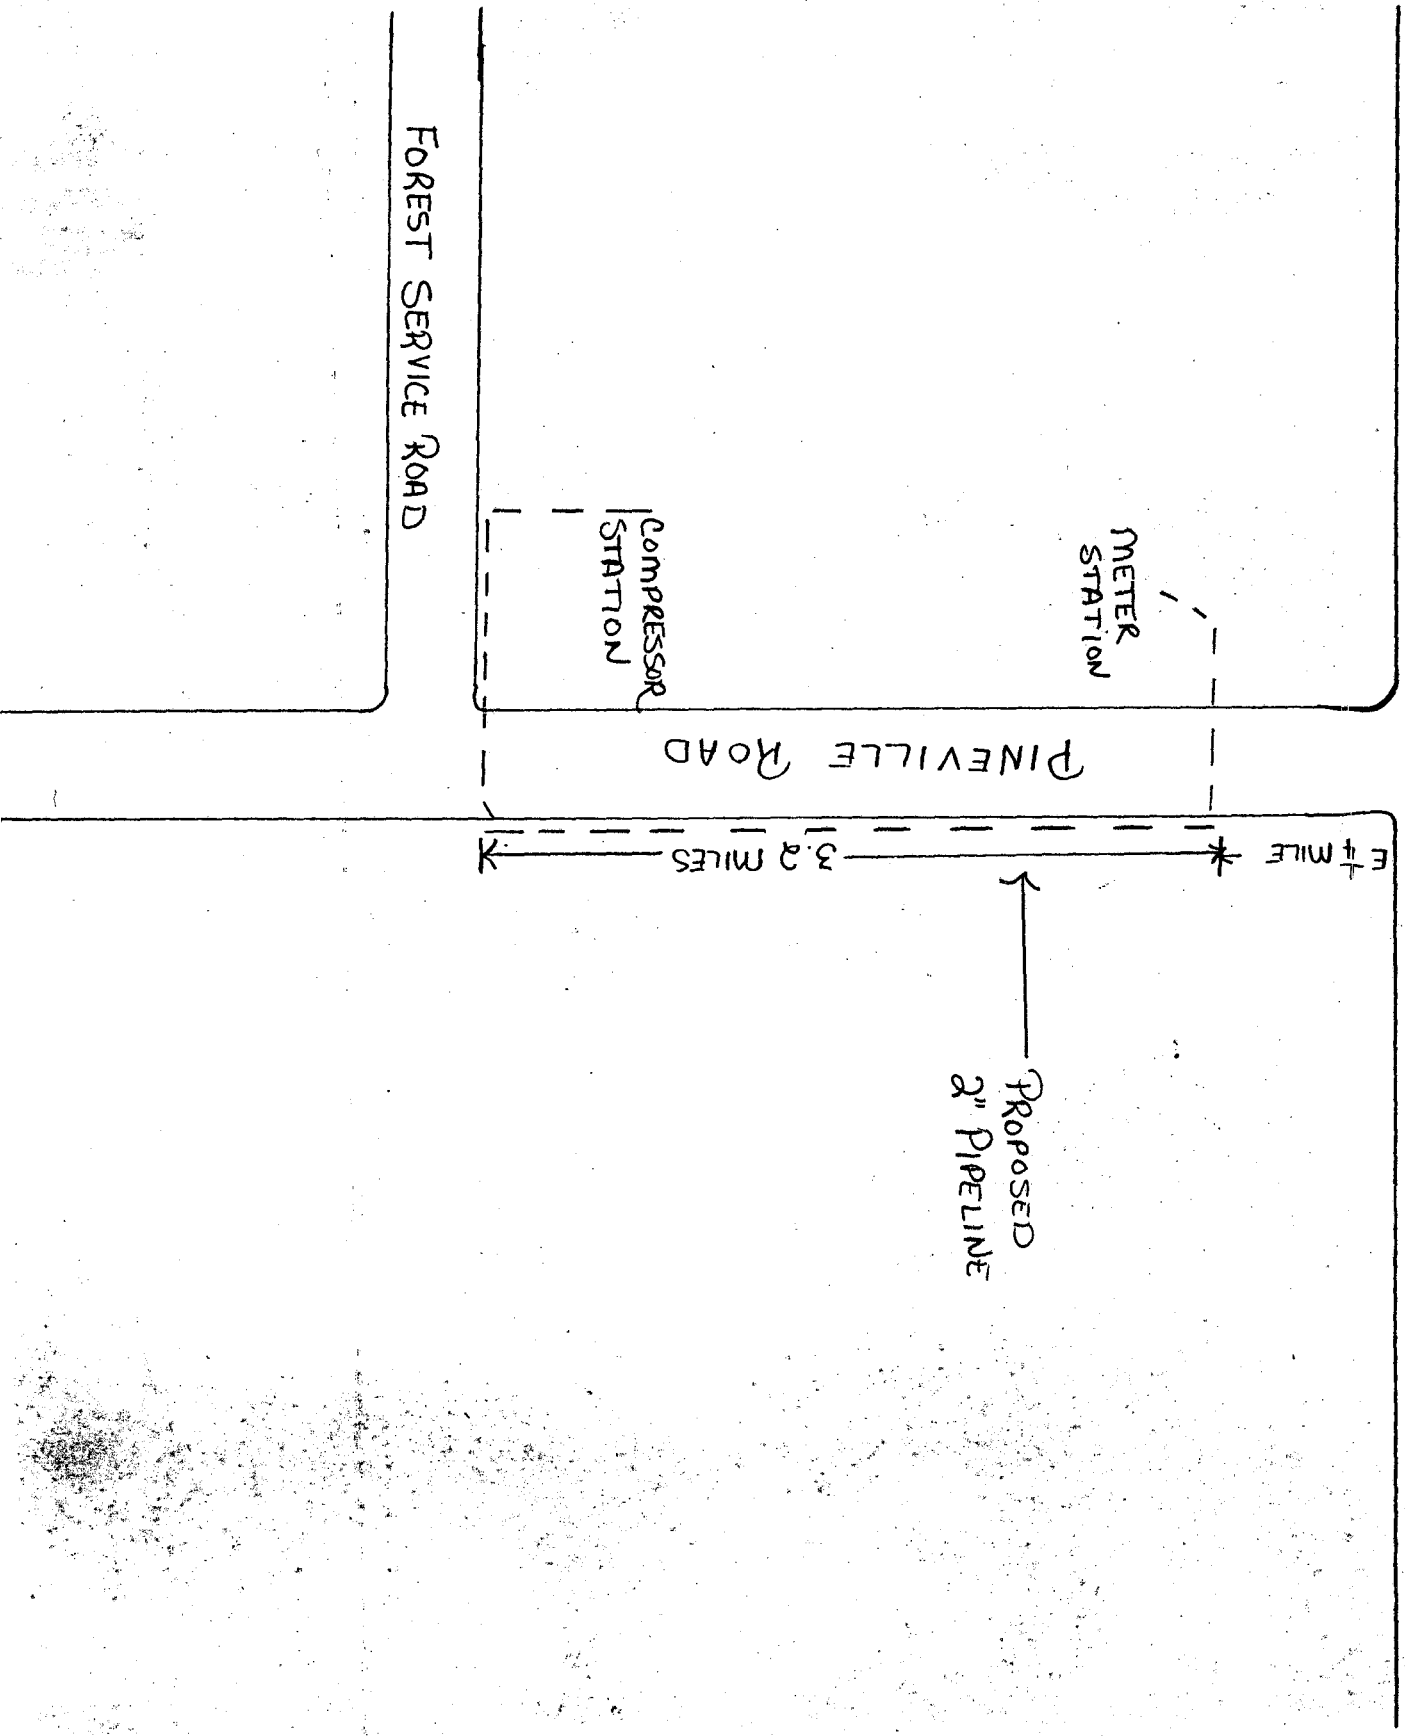 FOREST SERVICE ROAD
COMPRESSOR
STATION
METER
STATION
PINEVILLE ROAD
3.2 MILES
¼ MILE
PROPOSED
2" PIPELINE